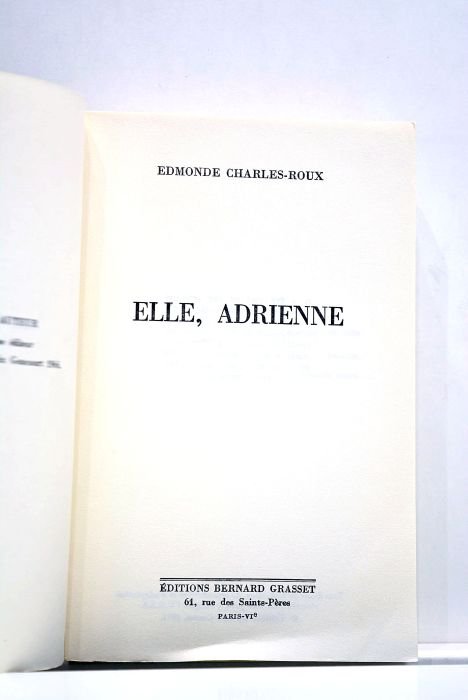 EDMONDE CHARLES-ROUX
ELLE, ADRIENNE
ÉDITIONS BERNARD GRASSET
61, rue des Saints-Pères
PARIS-VIe